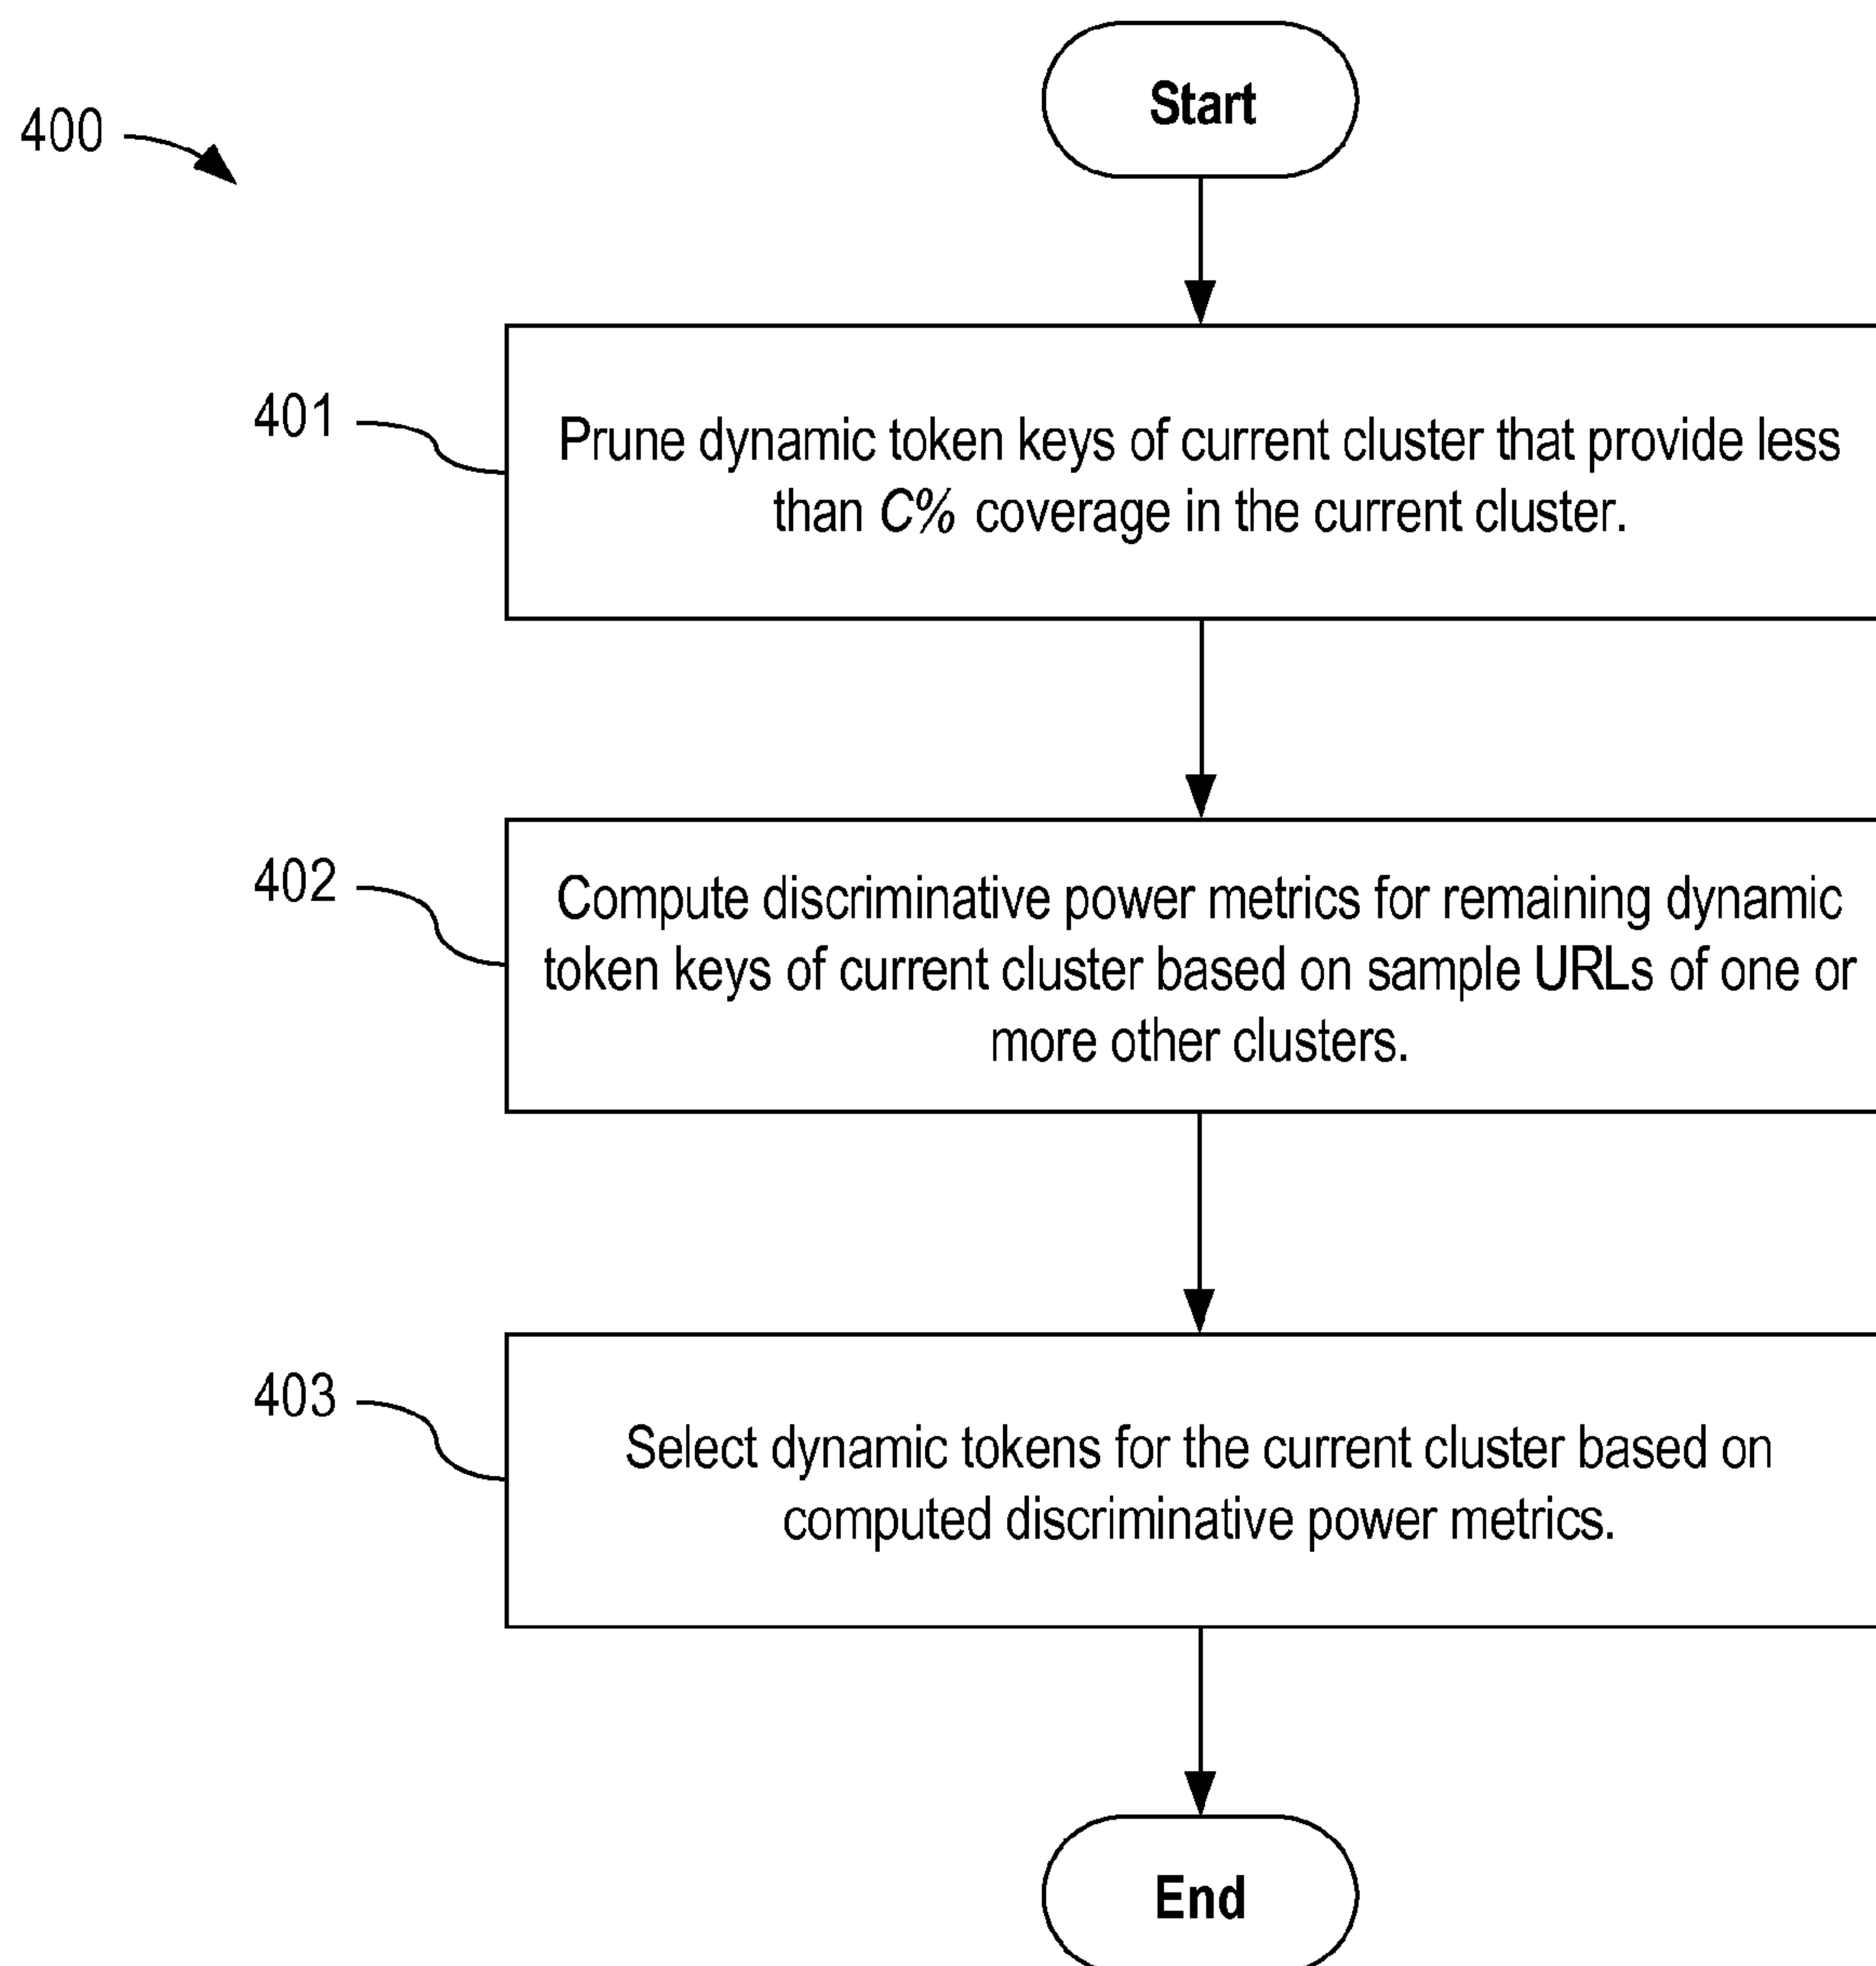 400
Start
401
Prune dynamic token keys of current cluster that provide less
than C% coverage in the current cluster.
402
Compute discriminative power metrics for remaining dynamic
token keys of current cluster based on sample URLs of one or
more other clusters.
403
Select dynamic tokens for the current cluster based on
computed discriminative power metrics.
End